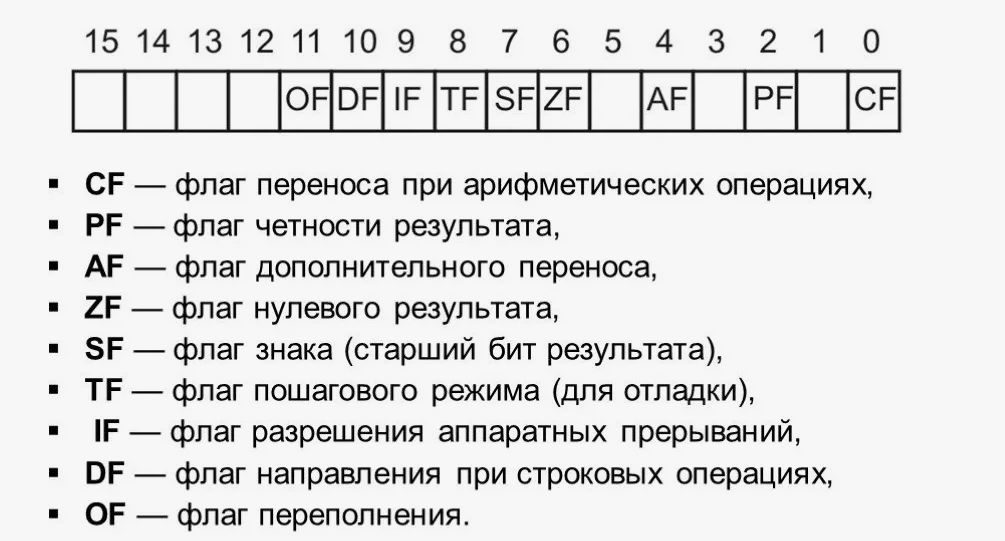 15 14 13 12 11 10 9 8 7 6 5 4 3 2 1 0
OF DF IF TF SF ZF AF PF CF
▪ CF — флаг переноса при арифметических операциях,
▪ PF — флаг четности результата,
▪ AF — флаг дополнительного переноса,
▪ ZF — флаг нулевого результата,
▪ SF — флаг знака (старший бит результата),
▪ TF — флаг пошагового режима (для отладки),
▪ IF — флаг разрешения аппаратных прерываний,
▪ DF — флаг направления при строковых операциях,
▪ OF — флаг переполнения.